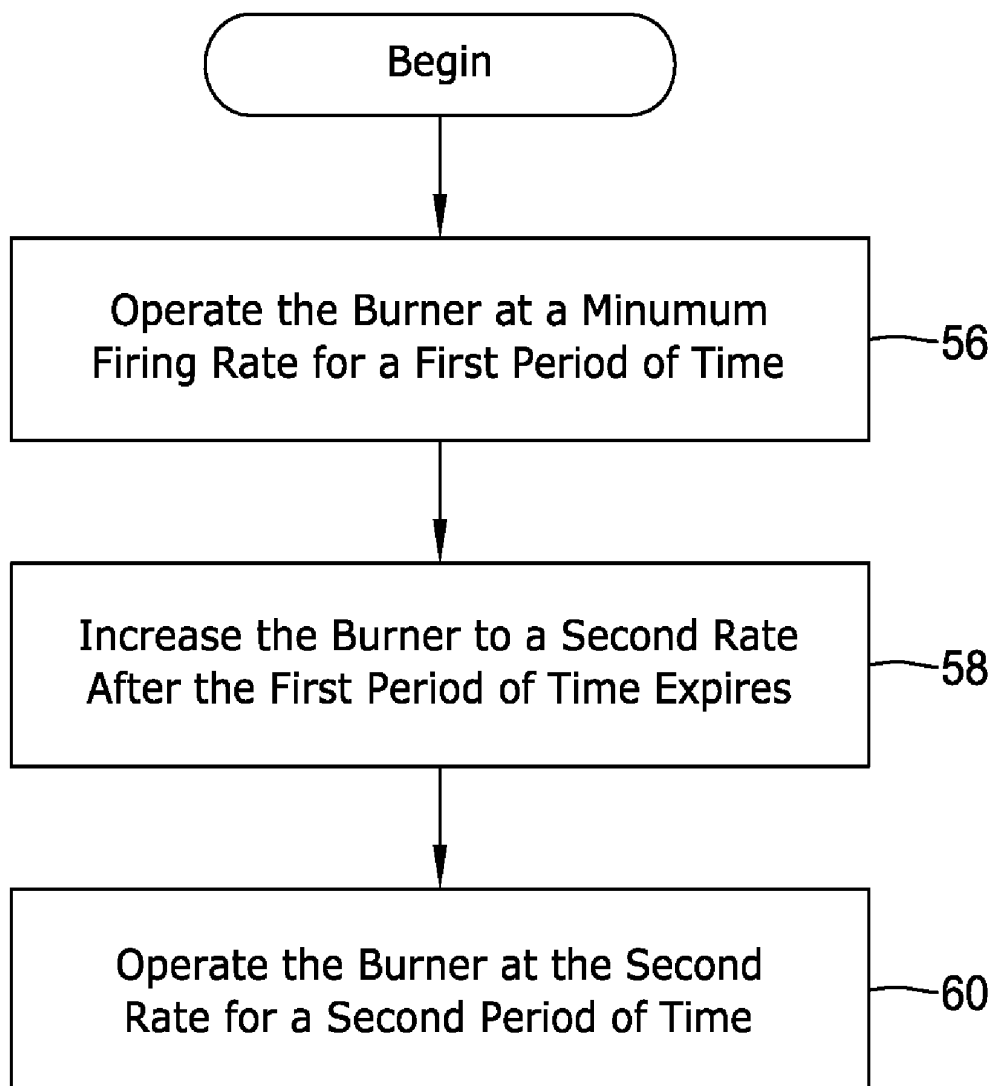 Begin
Operate the Burner at a Minumum
Firing Rate for a First Period of Time
56
Increase the Burner to a Second Rate
After the First Period of Time Expires
58
Operate the Burner at the Second
Rate for a Second Period of Time
60